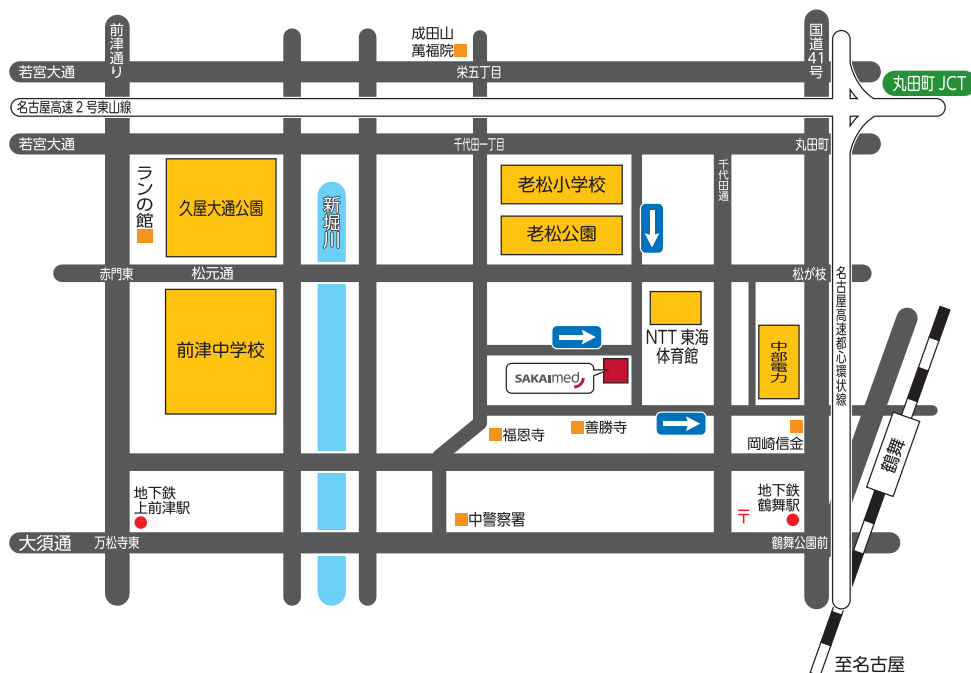 前津通り
成田山
萬福院
国道41号
若宮大通
栄五丁目
丸田町 JCT
名古屋高速 2 号東山線
若宮大通
千代田一丁目
丸田町
ランの館
久屋大通公園
新堀川
老松小学校
千代田通
老松公園
赤門東
松元通
松が枝
名古屋高速都心環状線
前津中学校
NTT 東海
体育館
中部電力
SAKAImed
福恩寺
善勝寺
岡崎信金
鶴舞
地下鉄
上前津駅
中警察署
〒
地下鉄
鶴舞駅
大須通
万松寺東
鶴舞公園前
至名古屋